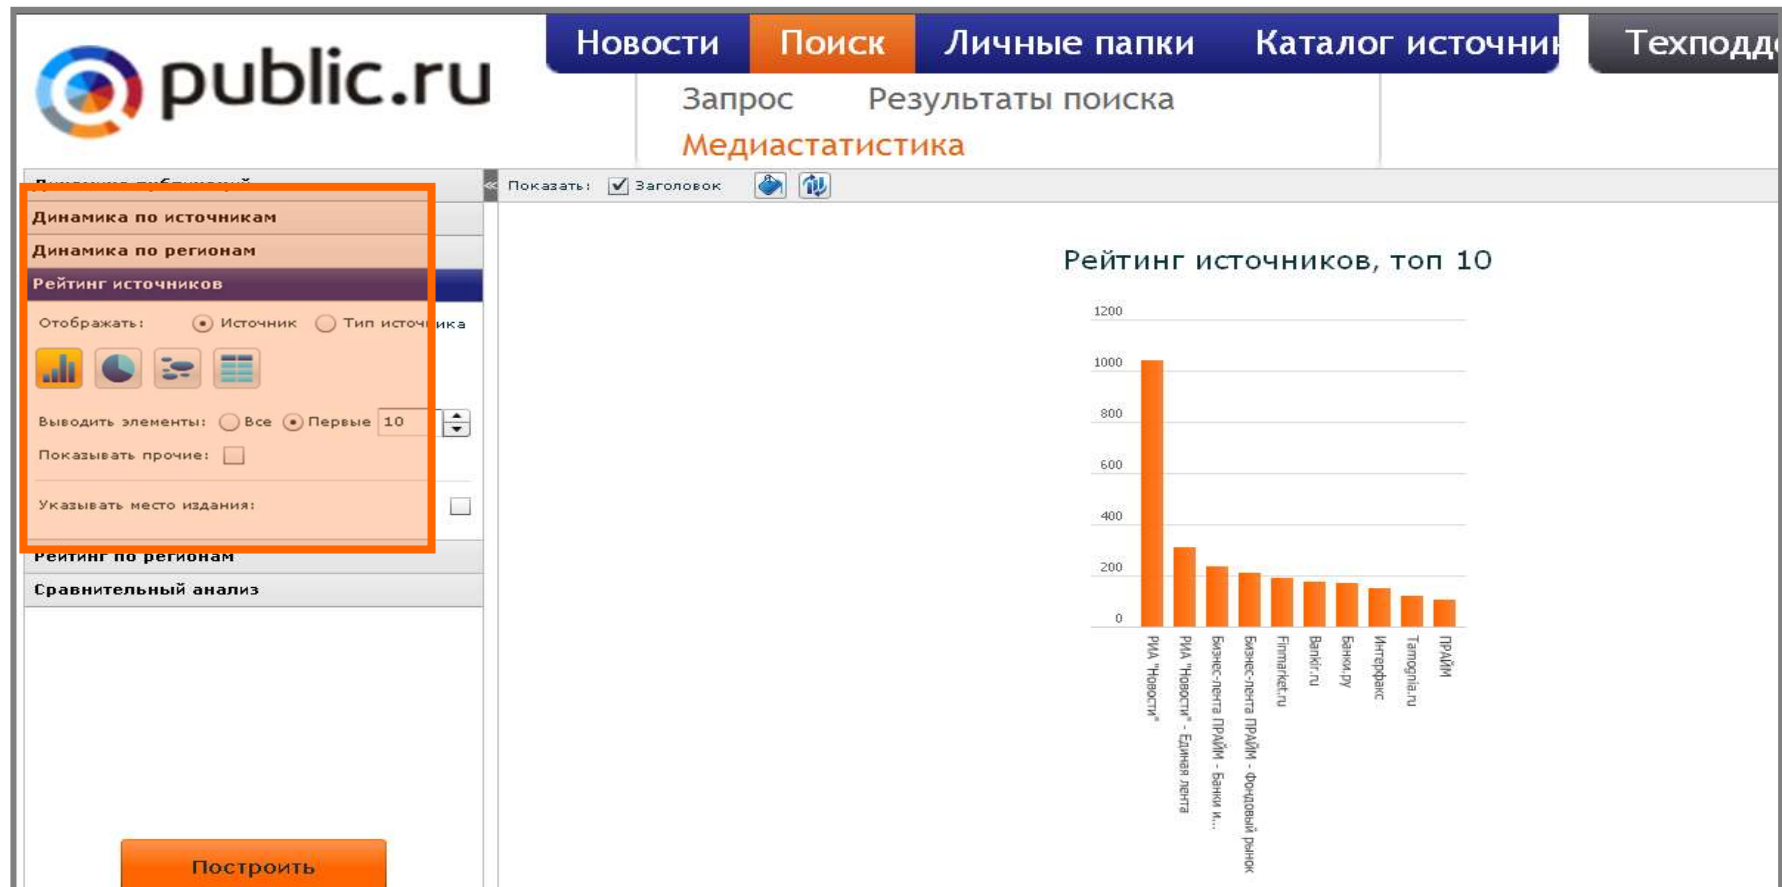 public.ru
Новости Поиск Личные папки Каталог источник Техподд
Запрос Результаты поиска
Медиастатистика
Показать: Заголовок
Динамика по источникам
Динамика по регионам
Рейтинг источников
Отображать: Источник Тип источника
Выводить элементы: Все Первые 10
Показывать прочие:
Указывать место издания:
Рейтинг по регионам
Сравнительный анализ
Построить
Рейтинг источников, топ 10
1200
1000
800
600
400
200
0
РИА "Новости"
РИА "Новости" - Единая лента
Бизнес-лента ПРАЙМ - Банки и...
Бизнес-лента ПРАЙМ - Фондовый рынок
Finmarket.ru
Bankir.ru
Банки.ру
Интерфакс
Tamognia.ru
ПРАЙМ